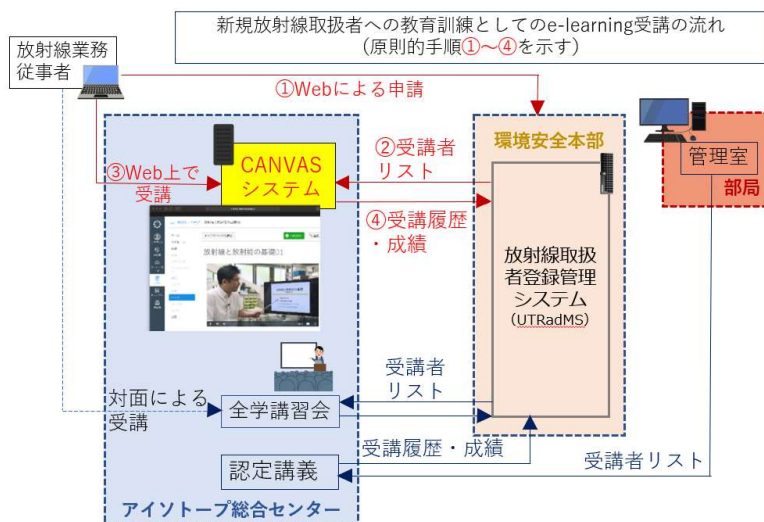 新規放射線取扱者への教育訓練としてのe-learning受講の流れ
(原則的手順①〜④を示す)
放射線業務
従事者
①Webによる申請
環境安全本部
管理室
部局
③Web上で
受講
CANVAS
システム
②受講者
リスト
④受講履歴
・成績
放射線と放射能の基礎(1
放射線取扱
者登録管理
システム
(UTRadMS)
対面による
受講
全学講習会
受講者
リスト
認定講義
受講履歴・成績
受講者リスト
アイソトープ総合センター